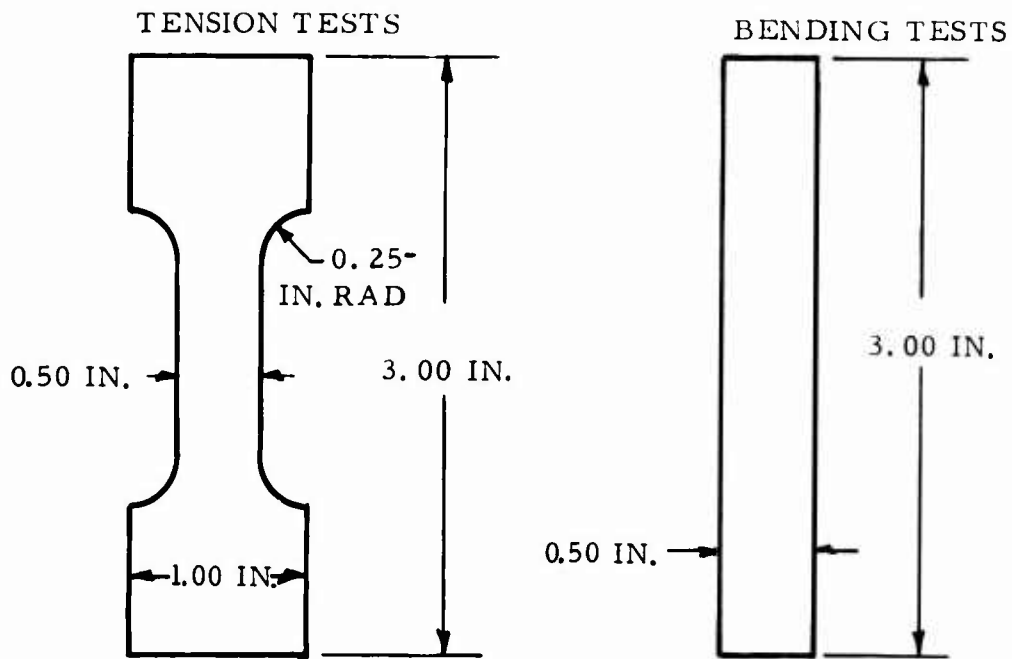 TENSION TESTS
BENDING TESTS
0.25-
IN. RAD
0.50 IN.
3.00 IN.
3.00 IN.
0.50 IN.
1.00 IN.